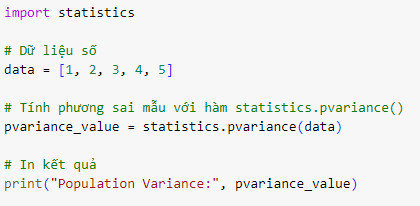 import statistics
# Dữ liệu số
data = [1, 2, 3, 4, 5]
# Tính phương sai mẫu với hàm statistics.pvariance()
pvariance_value = statistics.pvariance(data)
# In kết quả
print("Population Variance:", pvariance_value)